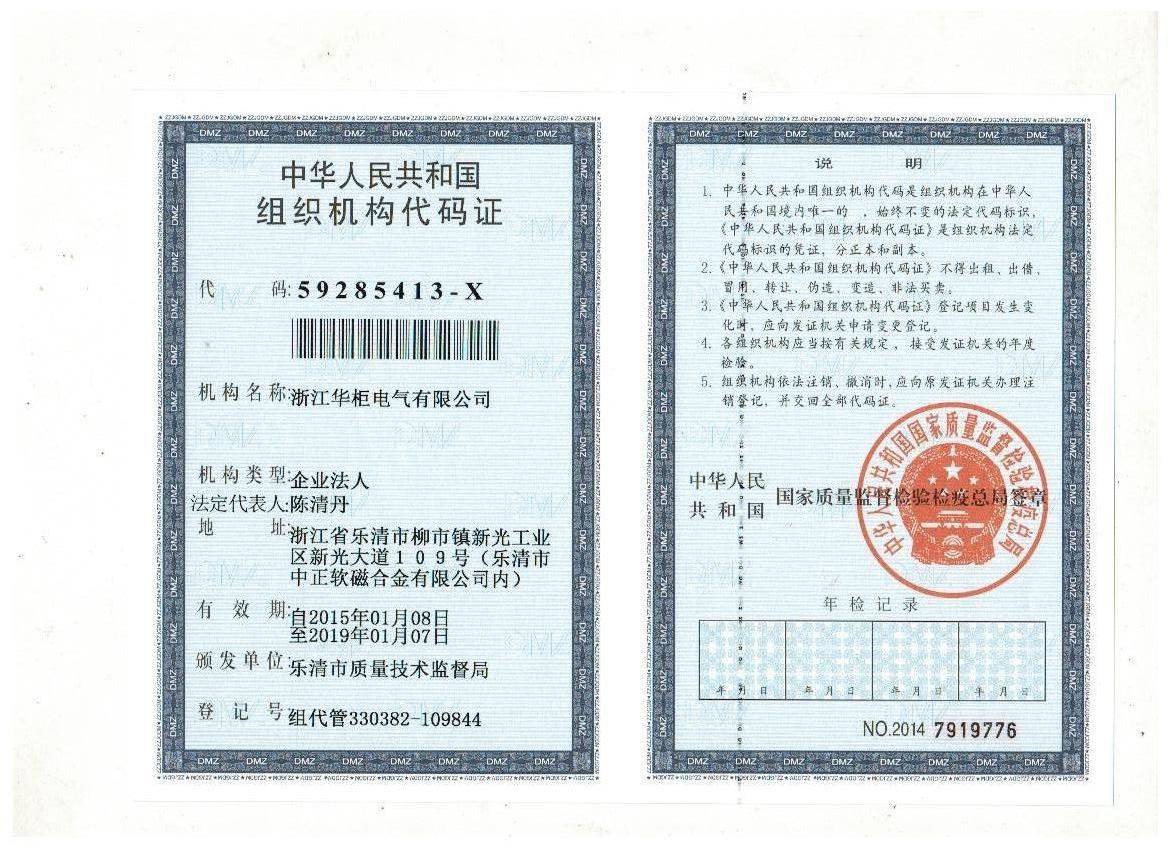 中华人民共和国
组织机构代码证
代 码: 59285413-X
机构名称: 浙江华柜电气有限公司
机构类型: 企业法人
法定代表人: 陈清丹
地 址: 浙江省乐清市柳市镇新光工业
区新光大道109号（乐清市
中正软磁合金有限公司内）
有 效 期: 自2015年01月08日
至2019年01月07日
颁发单位: 乐清市质量技术监督局
登 记 号: 组代管330382-109844
说 明
1. 中华人民共和国组织机构代码是组织机构在中华人
民共和国境内唯一的 、始终不变的法定代码标识，
《中华人民共和国组织机构代码证》是组织机构法定
代码标识的凭证，分正本和副本。
2.《中华人民共和国组织机构代码证》不得出租、出借、
冒用、转让、伪造、变造、非法买卖。
3.《中华人民共和国组织机构代码证》登记项目发生变
化时，应向发证机关申请变更登记。
4. 各组织机构应当按有关规定，接受发证机关的年度
检验。
5. 组织机构依法注销、撤消时，应向原发证机关办理注
销登记，并交回全部代码证。
中华人民
共 和 国 国家质量监督检验检疫总局签章
中华人民共和国国家质量监督检验检疫总局
年检记录
年 月 日 年 月 日 年 月 日 年 月 日
NO.2014 7919776